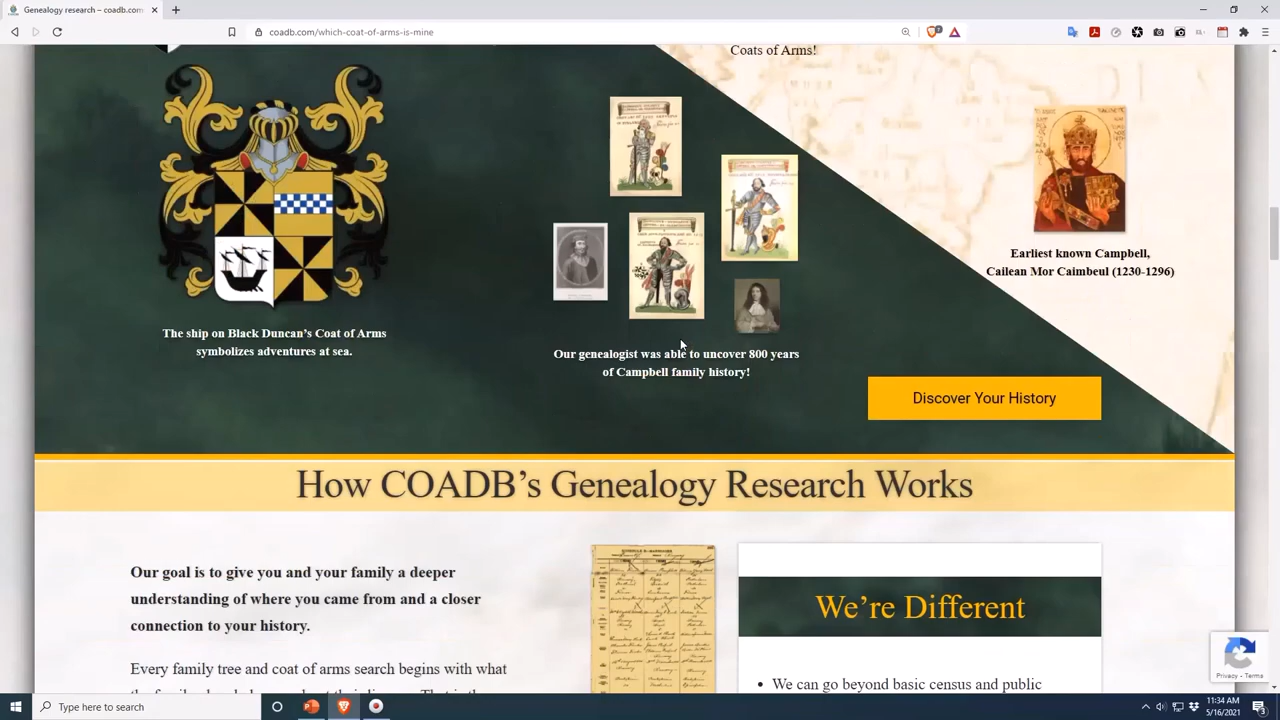 Genealogy research – coadb.com
coadb.com/which-coat-of-arms-is-mine
Coats of Arms!
The ship on Black Duncan's Coat of Arms
symbolizes adventures at sea.
Our genealogist was able to uncover 800 years
of Campbell family history!
Earliest known Campbell,
Cailean Mor Caimbeul (1230-1296)
Discover Your History
How COADB's Genealogy Research Works
Our goal is to give you and your family a deeper
understanding of where you came from and a closer
connection to your history.
Every family tree and coat of arms search begins with what
We're Different
• We can go beyond basic census and public
Privacy - Terms
Type here to search
11:34 AM
5/16/2021